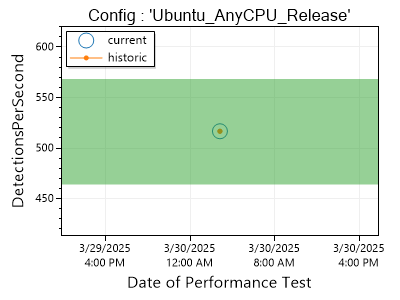 Config : 'Ubuntu_AnyCPU_Release'
current
historic
DetectionsPerSecond
600
550
500
450
3/29/2025
4:00 PM
3/30/2025
12:00 AM
3/30/2025
8:00 AM
3/30/2025
4:00 PM
Date of Performance Test